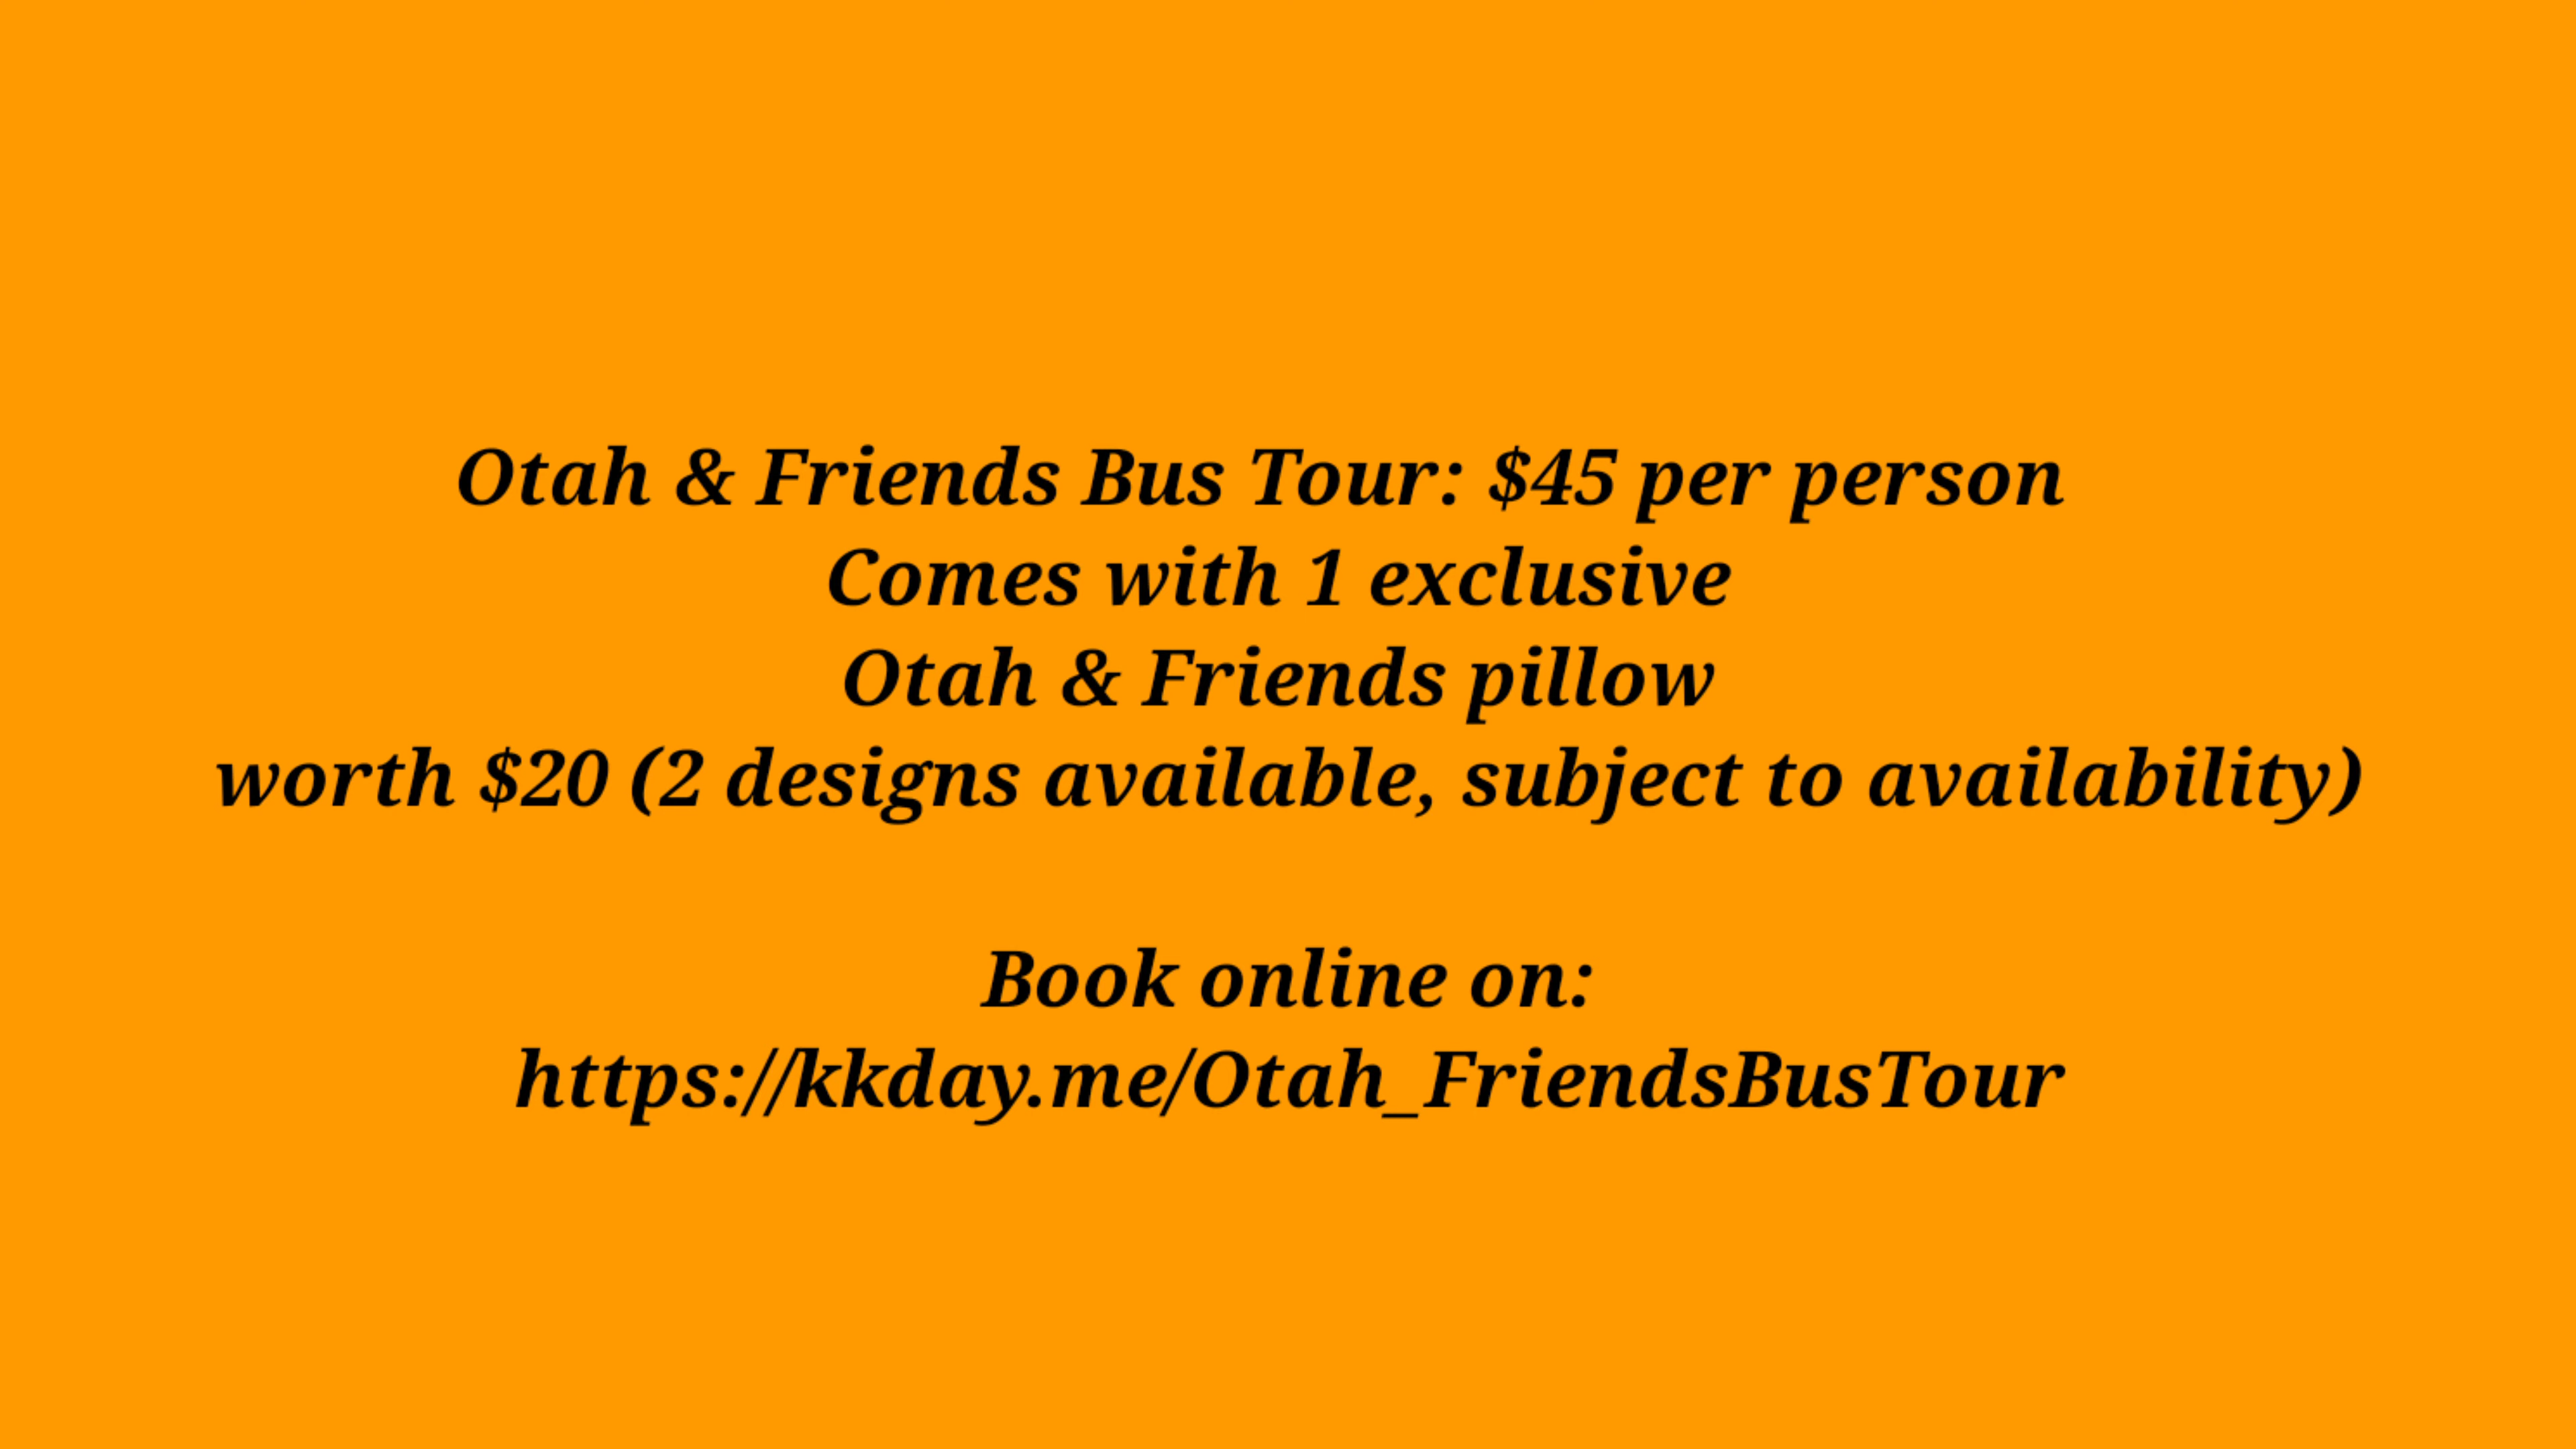 Otah & Friends Bus Tour: $45 per person
Comes with 1 exclusive
Otah & Friends pillow
worth $20 (2 designs available, subject to availability)
Book online on:
https://kkday.me/Otah_FriendsBusTour